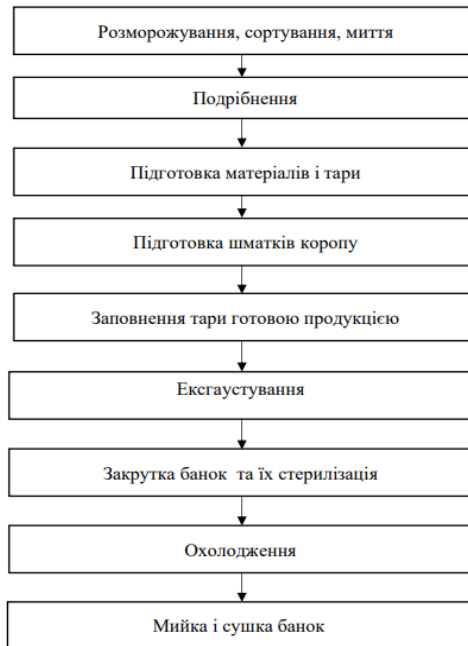 Розморожування, сортування, миття
Подрібнення
Підготовка матеріалів і тари
Підготовка шматків коропу
Заповнення тари готовою продукцією
Ексгаустування
Закрутка банок та їх стерилізація
Охолодження
Мийка і сушка банок